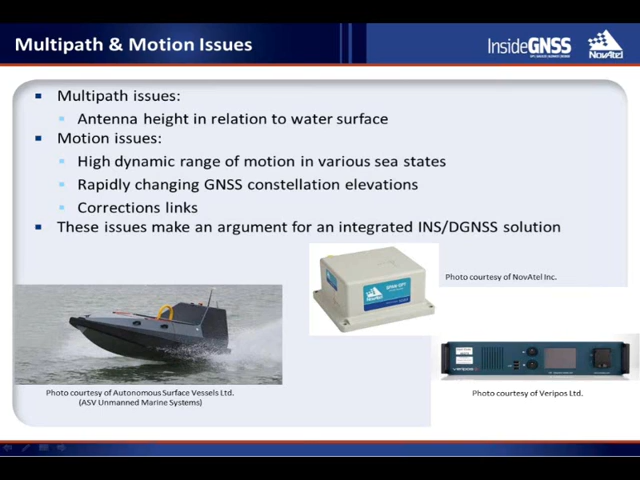 Multipath & Motion Issues
InsideGNSS
NovAtel
Multipath issues:
Antenna height in relation to water surface
Motion issues:
High dynamic range of motion in various sea states
Rapidly changing GNSS constellation elevations
Corrections links
These issues make an argument for an integrated INS/DGNSS solution
NovAtel
Photo courtesy of NovAtel Inc.
veripos
Photo courtesy of Autonomous Surface Vessels Ltd.
(ASV Unmanned Marine Systems)
Photo courtesy of Veripos Ltd.